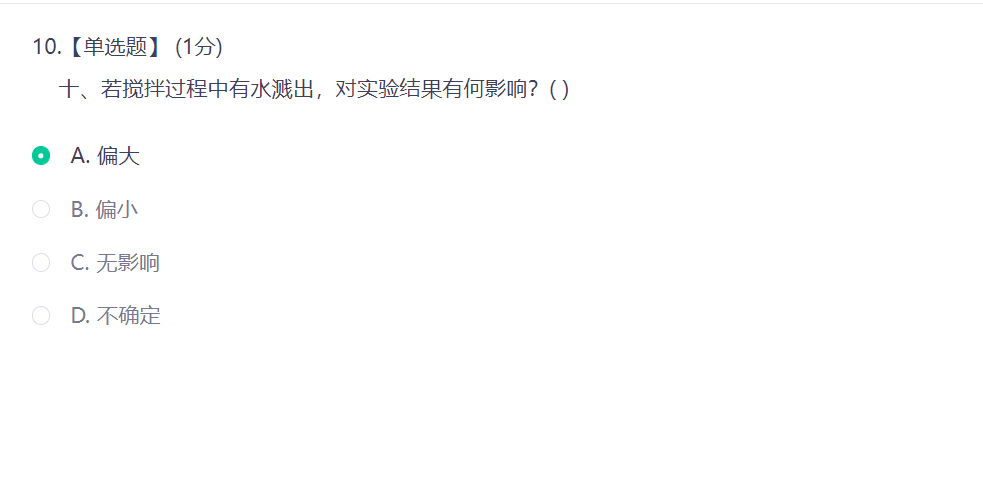 10.【单选题】 (1分)
十、若搅拌过程中有水溅出，对实验结果有何影响？( )
A. 偏大
B. 偏小
C. 无影响
D. 不确定